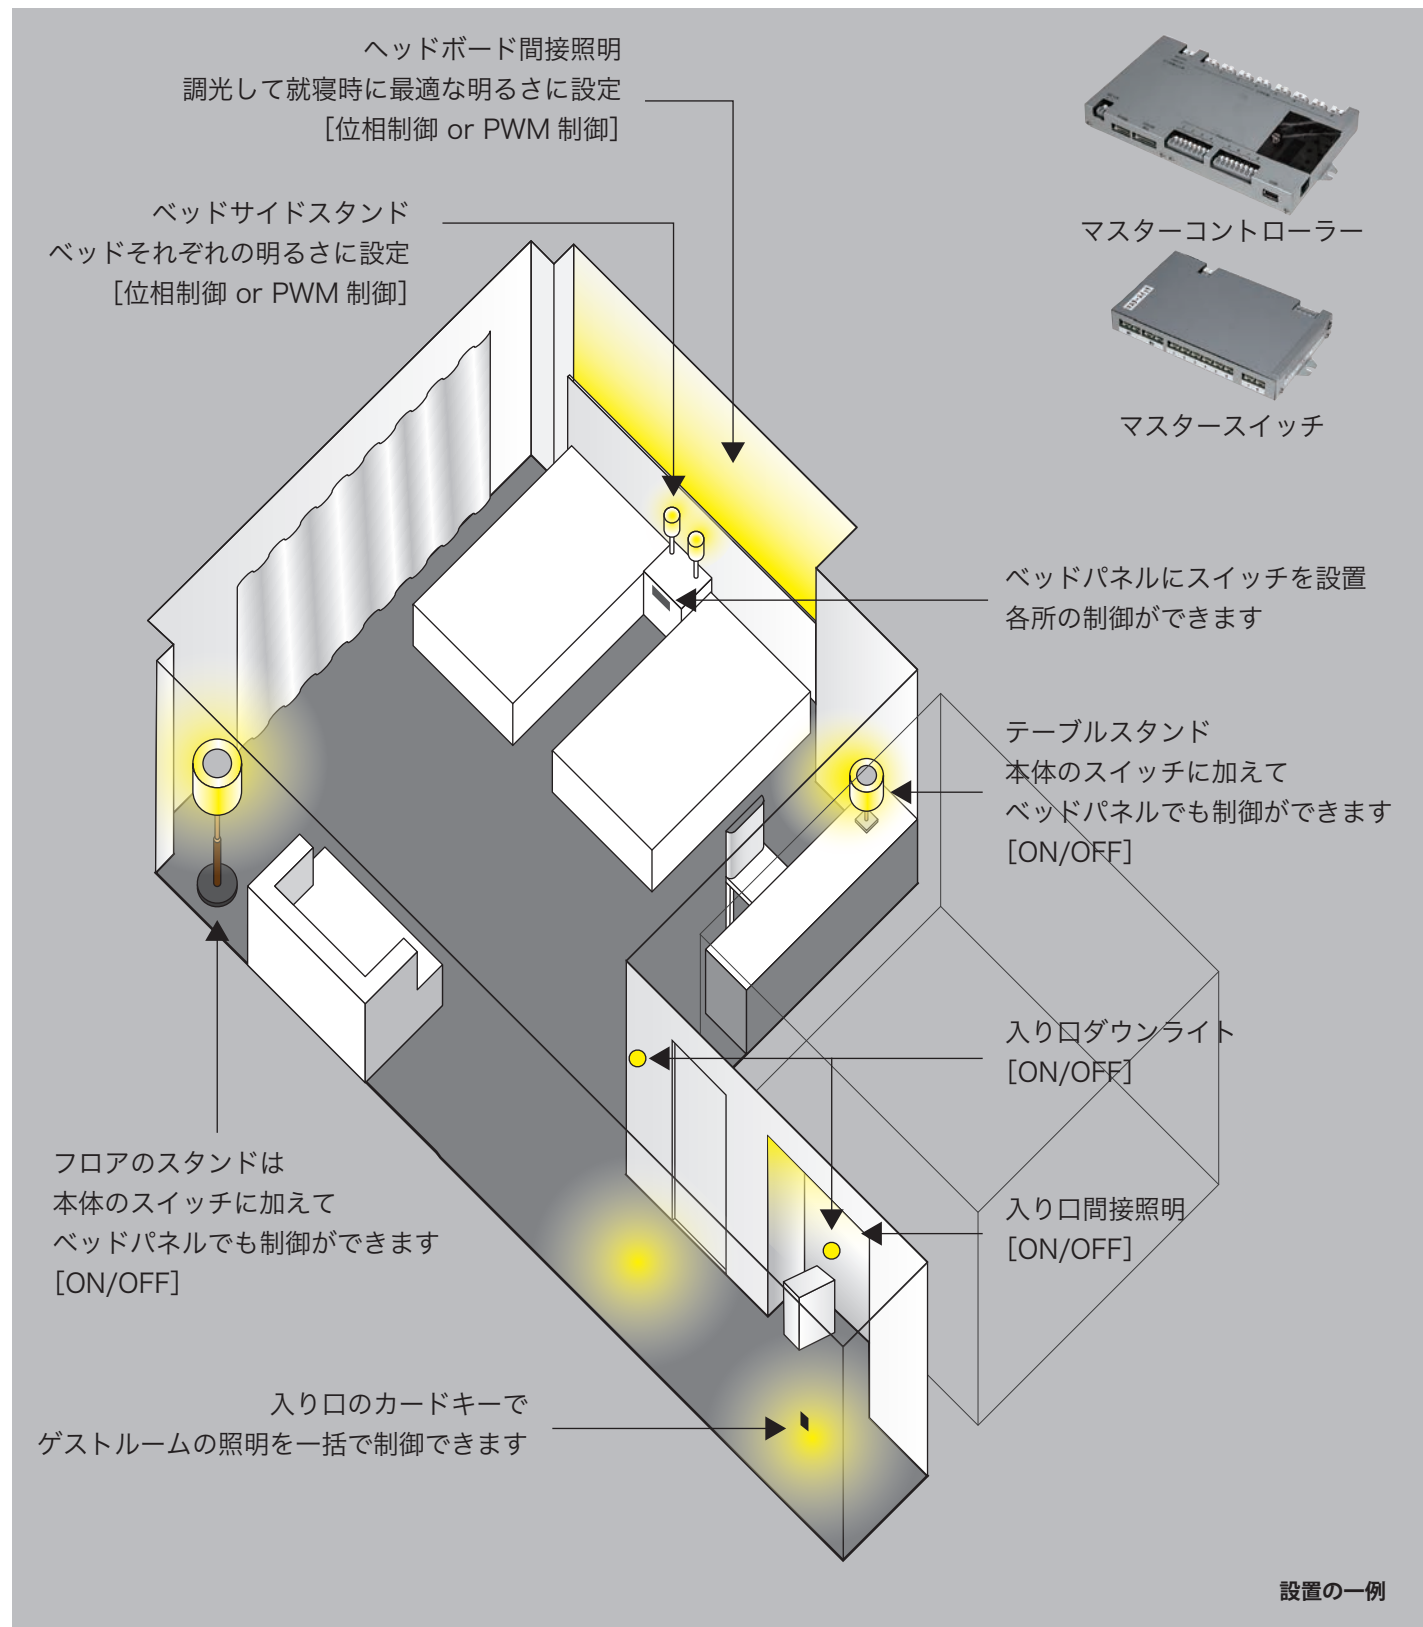 ヘッドボード間接照明
調光して就寝時に最適な明るさに設定
［位相制御 or PWM 制御］
マスターコントローラー
ベッドサイドスタンド
ベッドそれぞれの明るさに設定
［位相制御 or PWM 制御］
マスタースイッチ
ベッドパネルにスイッチを設置
各所の制御ができます
テーブルスタンド
本体のスイッチに加えて
ベッドパネルでも制御ができます
［ON/OFF］
入り口ダウンライト
［ON/OFF］
フロアのスタンドは
本体のスイッチに加えて
ベッドパネルでも制御ができます
［ON/OFF］
入り口間接照明
［ON/OFF］
入り口のカードキーで
ゲストルームの照明を一括で制御できます
設置の一例